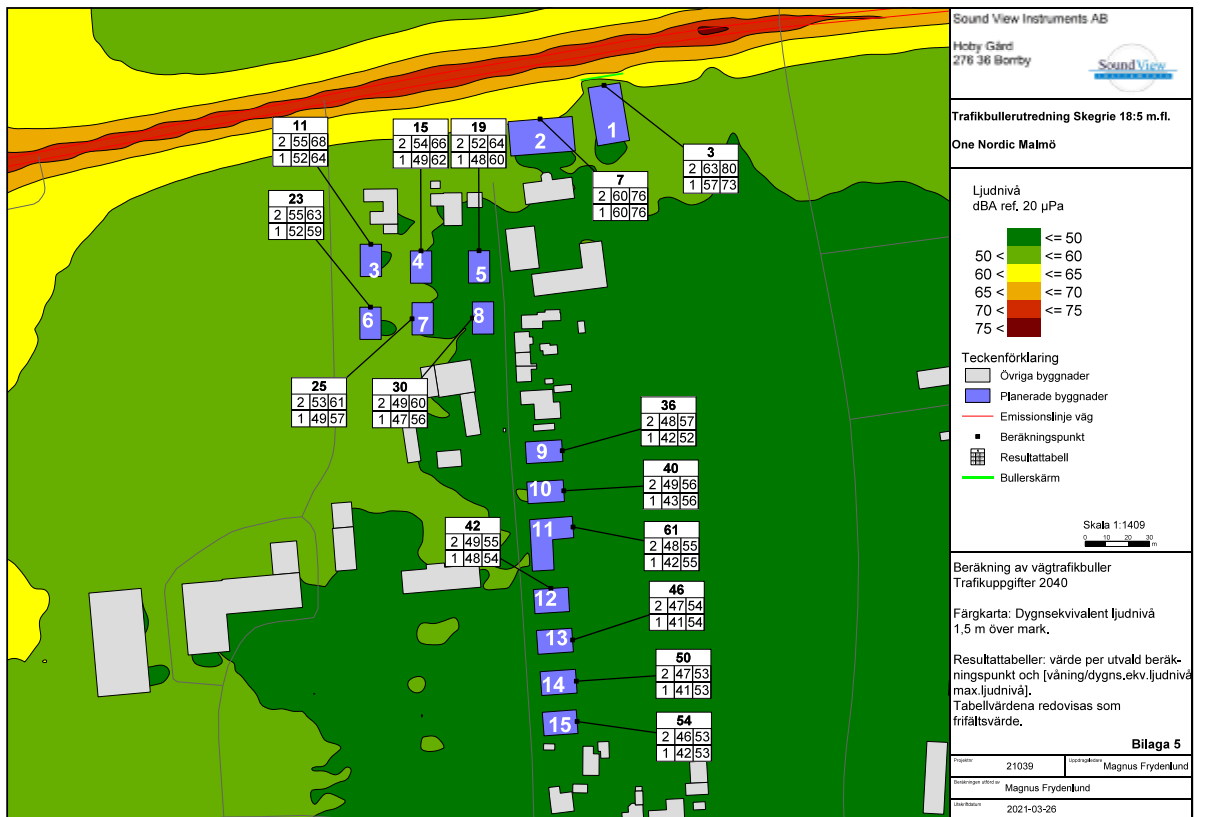 Sound View Instruments AB
Hoby Gård
276 36 Borrby
SoundView
INSTRUMENTS
Trafikbullerutredning Skegrie 18:5 m.fl.
One Nordic Malmö
Ljudnivå
dBA ref. 20 µPa
<= 50
50 < <= 60
60 < <= 65
65 < <= 70
70 < <= 75
75 <
Teckenförklaring
Övriga byggnader
Planerade byggnader
Emissionslinje väg
Beräkningspunkt
Resultattabell
Bullerskärm
Skala 1:1409
0 10 20 30
m
Beräkning av vägtrafikbuller
Trafikuppgifter 2040
Färgkarta: Dygnsekvivalent ljudnivå
1,5 m över mark.
Resultattabeller: värde per utvald beräk-
ningspunkt och [våning/dygns.ekv.ljudnivå
max.ljudnivå].
Tabellvärdena redovisas som
frifältsvärde.
Bilaga 5
Projektnr 21039 Uppdragsledare Magnus Frydenlund
Beräkningen utförd av Magnus Frydenlund
Utskriftdatum 2021-03-26
11
2 55 68
1 52 64
15
2 54 66
1 49 62
19
2 52 64
1 48 60
3
2 63 80
1 57 73
7
2 60 76
1 60 76
23
2 55 63
1 52 59
25
2 53 61
1 49 57
30
2 49 60
1 47 56
36
2 48 57
1 42 52
40
2 49 56
1 43 56
61
2 48 55
1 42 55
42
2 49 55
1 48 54
46
2 47 54
1 41 54
50
2 47 53
1 41 53
54
2 46 53
1 42 53
1
2
3
4
5
6
7
8
9
10
11
12
13
14
15